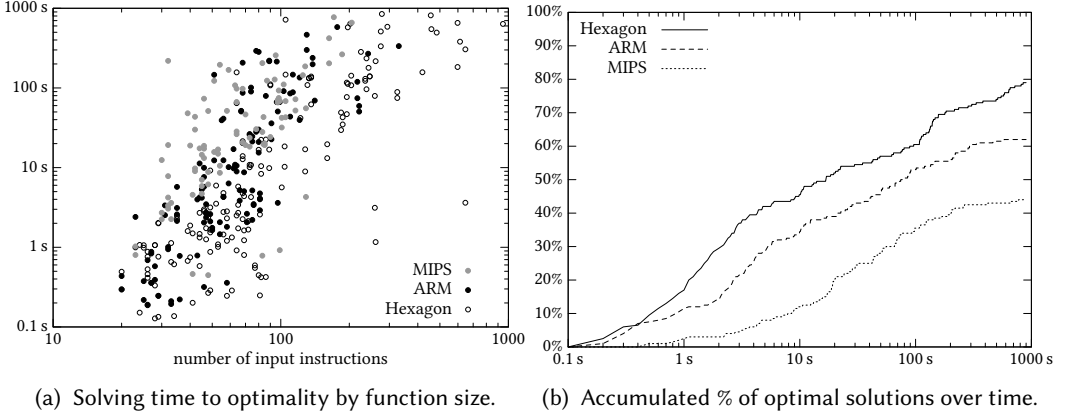 1000 s
100 s
10 s
1 s
0.1 s
10
100
1000
number of input instructions
MIPS
ARM
Hexagon
100%
90%
80%
70%
60%
50%
40%
30%
20%
10%
0%
0.1 s
1 s
10 s
100 s
1000 s
Hexagon
ARM
MIPS
(a) Solving time to optimality by function size.
(b) Accumulated % of optimal solutions over time.